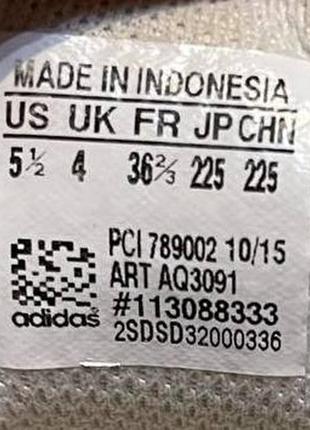 MADE IN INDONESIA
US UK FR JP CHN
5½ 4 36⅔ 225 225
PCI 789002 10/15
ART AQ3091
#113088333
adidas 2SDSD32000336